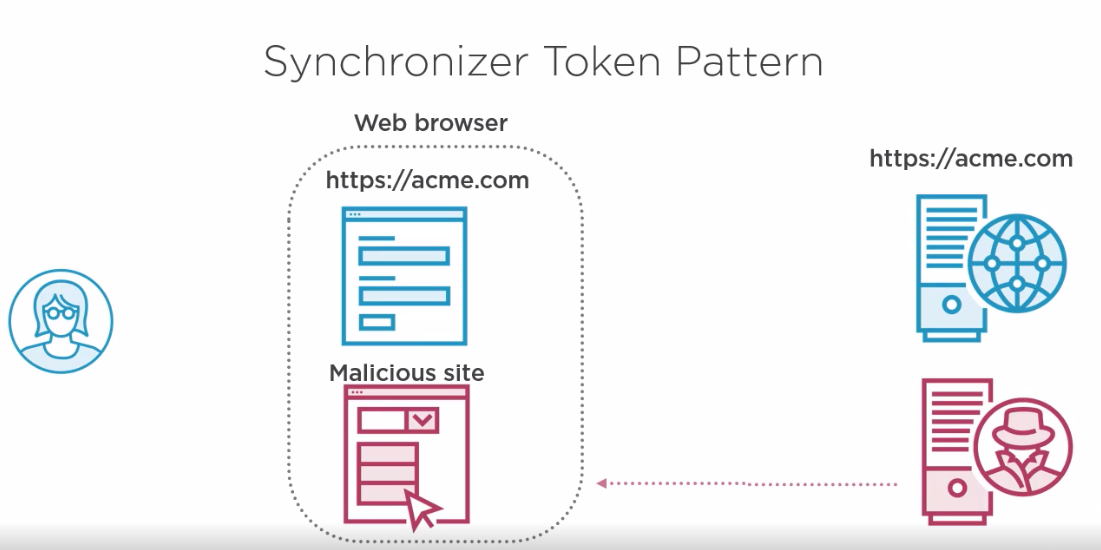 Synchronizer Token Pattern
Web browser
https://acme.com
https://acme.com
Malicious site